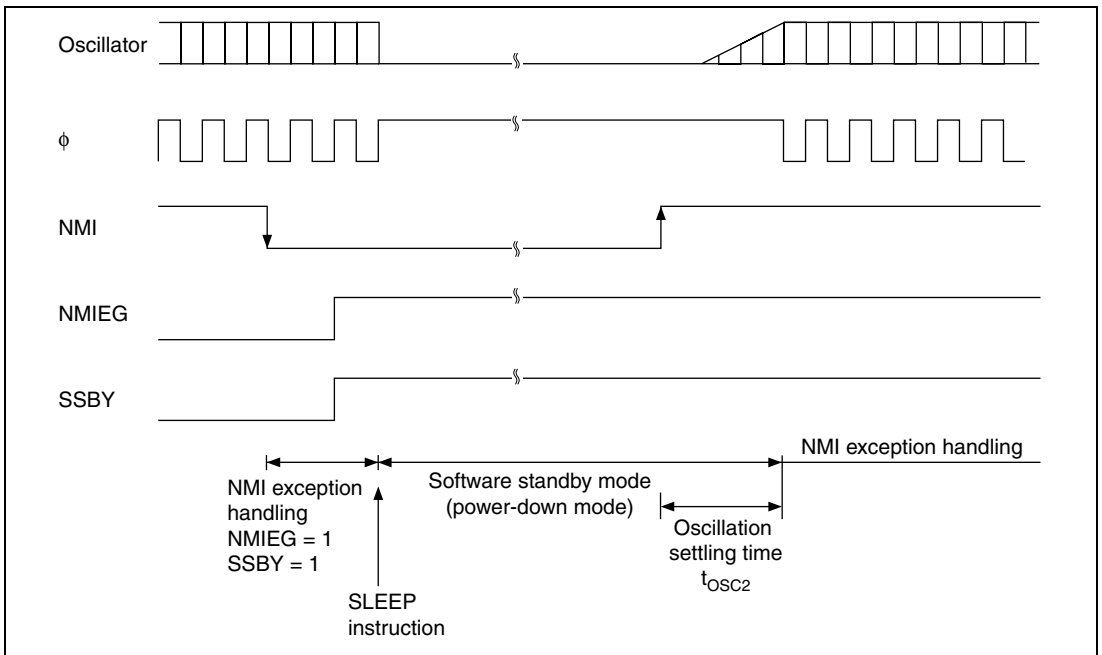 Oscillator
ϕ
NMI
NMIEG
SSBY
NMI exception handling
NMI exception
handling
NMIEG = 1
SSBY = 1
Software standby mode
(power-down mode)
Oscillation
settling time
tOSC2
SLEEP
instruction